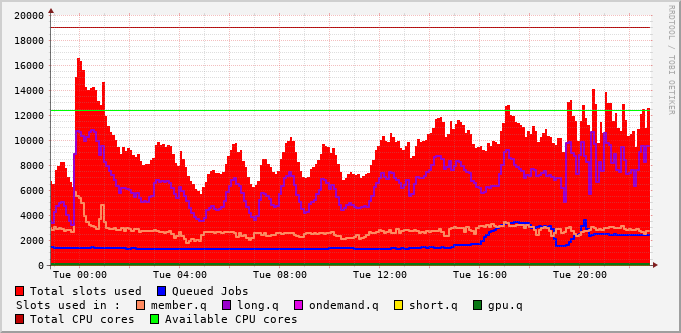 RRDTOOL / TOBI OETIKER
20000
18000
16000
14000
12000
10000
8000
6000
4000
2000
0
Tue 00:00 Tue 04:00 Tue 08:00 Tue 12:00 Tue 16:00 Tue 20:00
Total slots used Queued Jobs
Slots used in : member.q long.q ondemand.q short.q gpu.q
Total CPU cores Available CPU cores